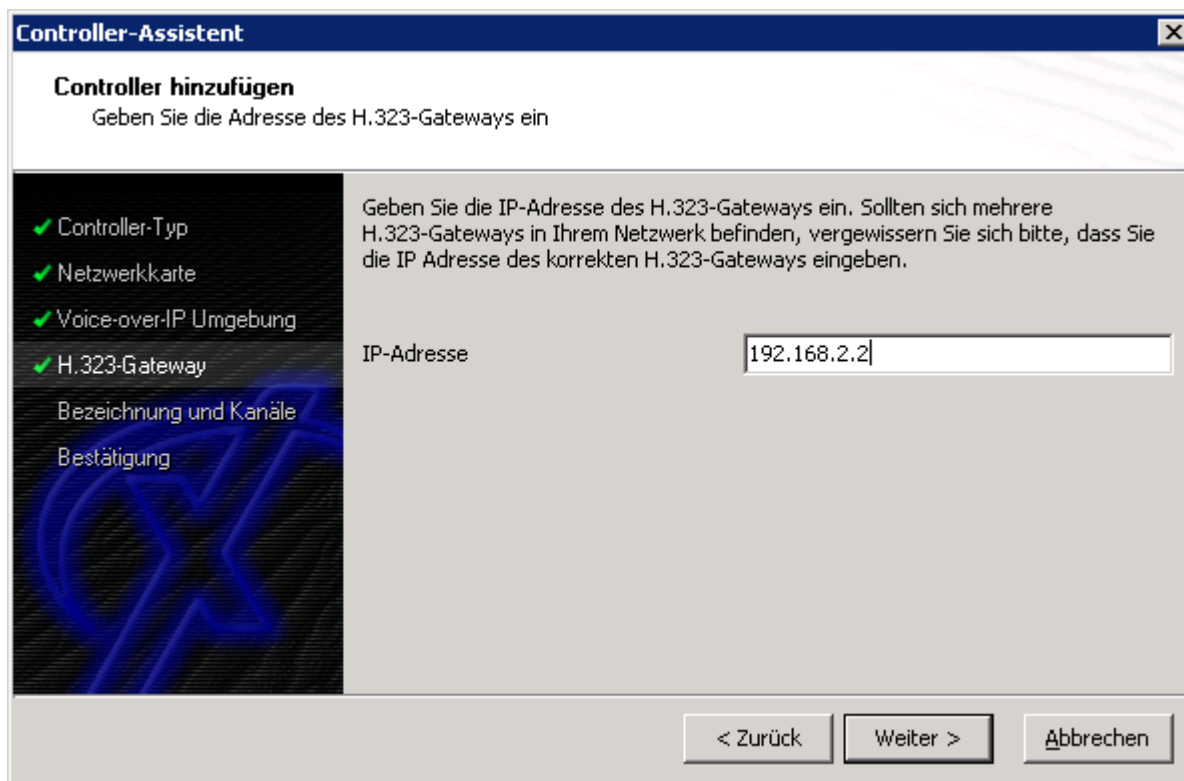 Controller-Assistent
Controller hinzufügen
Geben Sie die Adresse des H.323-Gateways ein
Controller-Typ
Netzwerkkarte
Voice-over-IP Umgebung
H.323-Gateway
Bezeichnung und Kanäle
Bestätigung
Geben Sie die IP-Adresse des H.323-Gateways ein. Sollten sich mehrere
H.323-Gateways in Ihrem Netzwerk befinden, vergewissern Sie sich bitte, dass Sie
die IP Adresse des korrekten H.323-Gateways eingeben.
IP-Adresse 192.168.2.2
< Zurück Weiter > Abbrechen